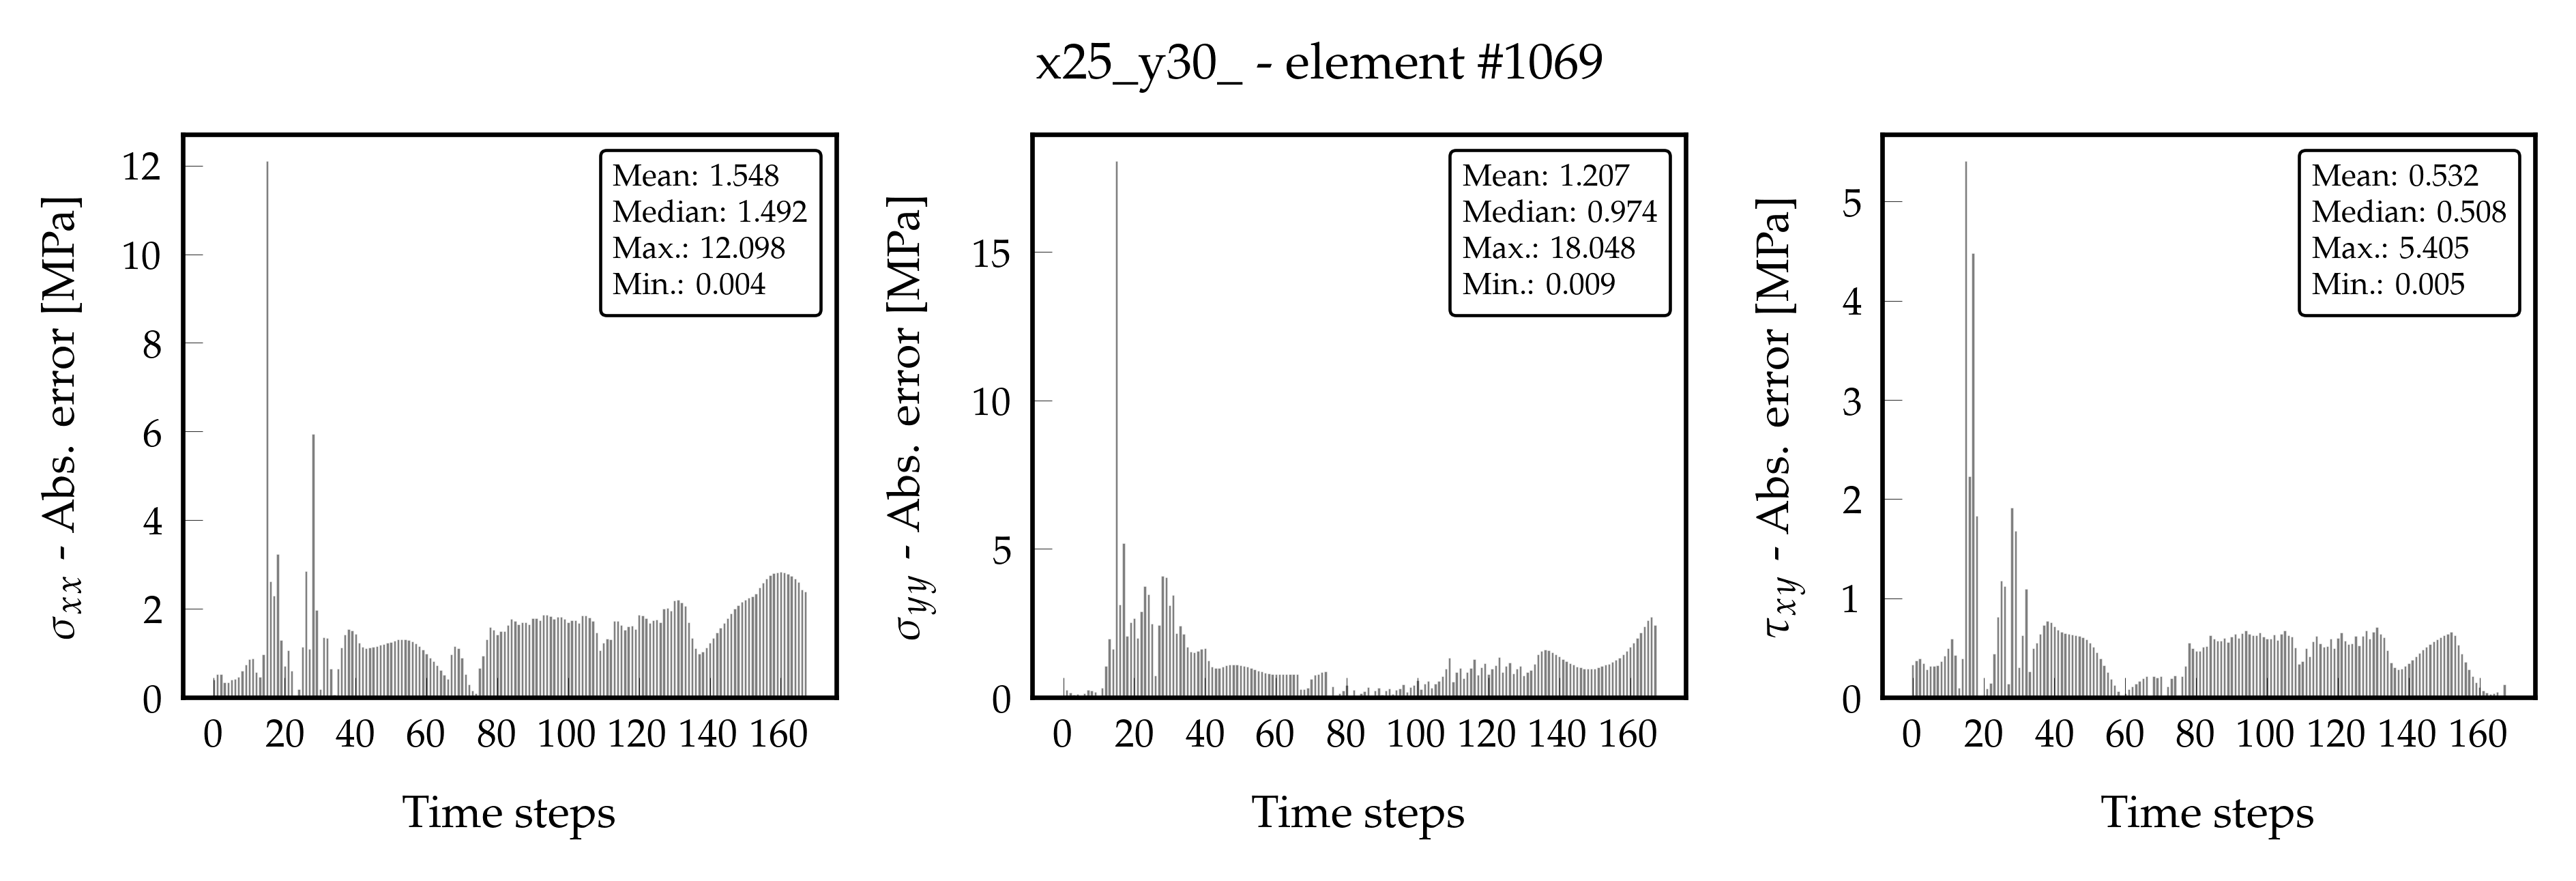 x25_y30_ - element #1069
σxx - Abs. error [MPa]
12
10
8
6
4
2
0
Mean: 1.548
Median: 1.492
Max.: 12.098
Min.: 0.004
0 20 40 60 80 100 120 140 160
Time steps
σyy - Abs. error [MPa]
15
10
5
0
Mean: 1.207
Median: 0.974
Max.: 18.048
Min.: 0.009
0 20 40 60 80 100 120 140 160
Time steps
τxy - Abs. error [MPa]
5
4
3
2
1
0
Mean: 0.532
Median: 0.508
Max.: 5.405
Min.: 0.005
0 20 40 60 80 100 120 140 160
Time steps